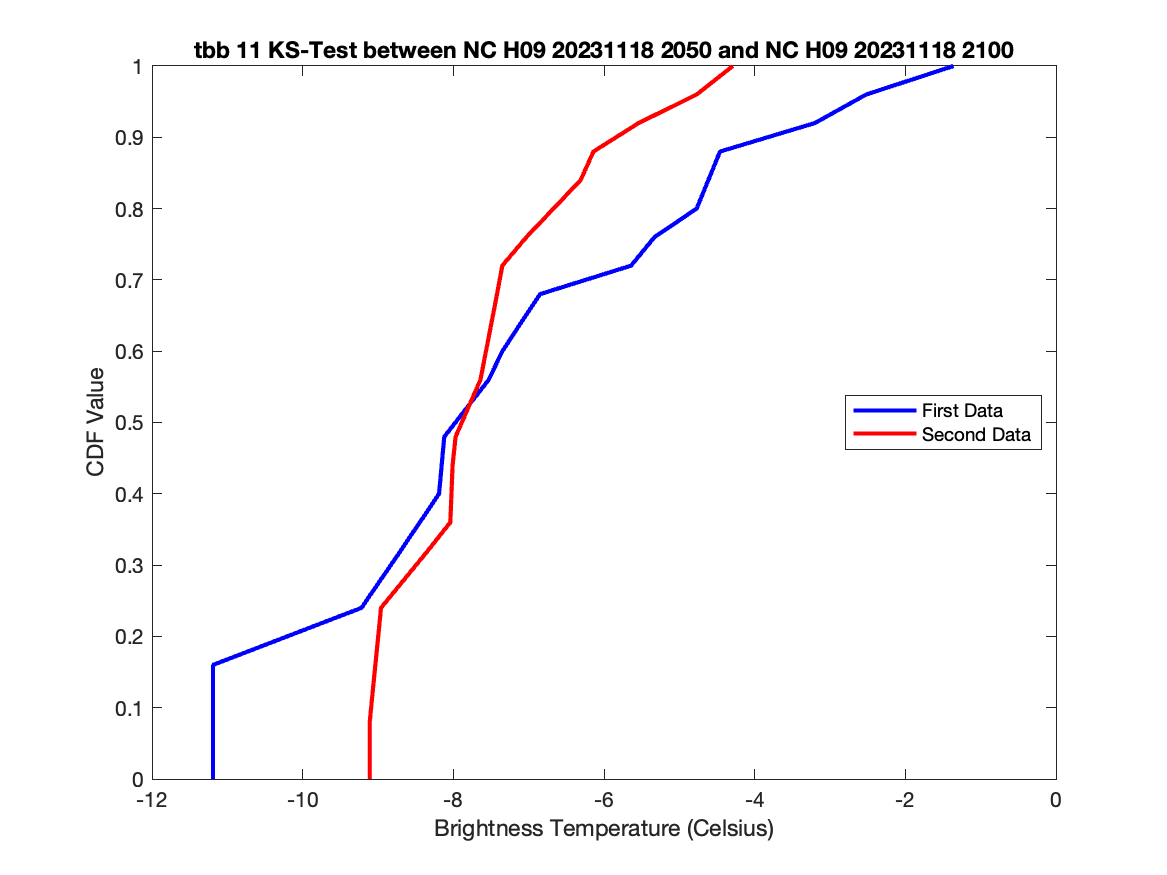 tbb 11 KS-Test between NC H09 20231118 2050 and NC H09 20231118 2100
1
0.9
0.8
0.7
0.6
0.5
0.4
0.3
0.2
0.1
0
CDF Value
First Data
Second Data
-12 -10 -8 -6 -4 -2 0
Brightness Temperature (Celsius)